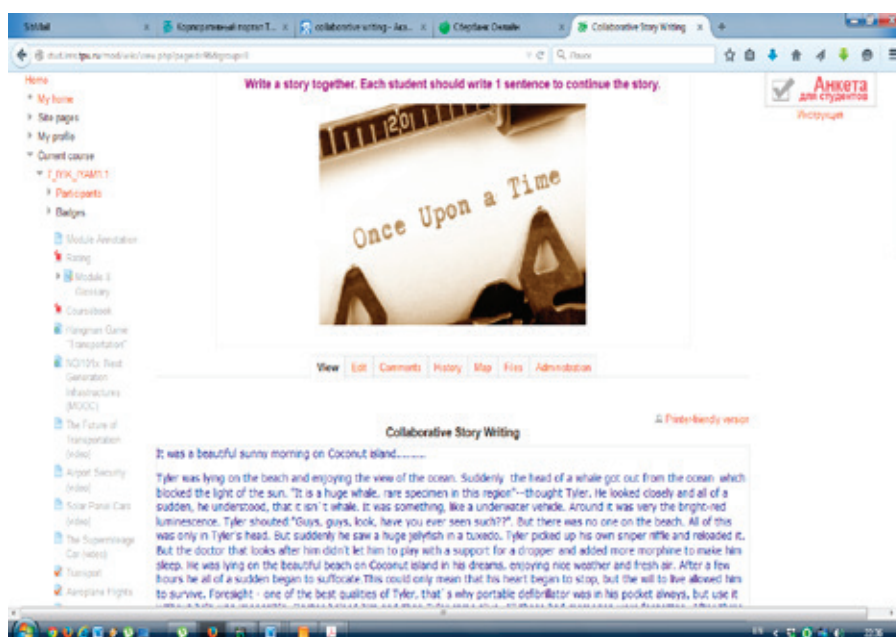 SibMail
Корпоративный портал Т...
collaborative writing - Ака...
Сбербанк Онлайн
Collaborative Story Writing
Поиск
Home
My home
Site pages
My profile
Current course
Participants
Badges
Module Annotation
Rating
Module 3
Glossary
Coursebook
Hangman Game
"Transportation"
Next
Generation
Infrastructures
(MOOC)
The Future of
Transportation
(video)
Airport Security
(video)
Solar Panel Cars
(video)
The Supermileage
Car (video)
Transport
Aeroplane Flights
Write a story together. Each student should write 1 sentence to continue the story.
120
Once Upon a Time
Анкета
для студентов
Инструкция
View Edit Comments History Map Files Administration
Printer-friendly version
Collaborative Story Writing
It was a beautiful sunny morning on Coconut island.........
Tyler was lying on the beach and enjoying the view of the ocean. Suddenly the head of a whale got out from the ocean which
blocked the light of the sun. "It is a huge whale, rare specimen in this region"--thought Tyler. He looked closely and all of a
sudden, he understood, that it isn`t whale. It was something, like a underwater vehicle. Around it was very the bright-red
luminescence. Tyler shouted:"Guys, guys, look, have you ever seen such??". But there was no one on the beach. All of this
was only in Tyler's head. But suddenly he saw a huge jellyfish in a tuxedo. Tyler picked up his own sniper riffle and reloaded it.
But the doctor that looks after him didn't let him to play with a support for a dropper and added more morphine to make him
sleep. He was lying on the beautiful beach on Coconut island in his dreams, enjoying nice weather and fresh air. After a few
hours he all of a sudden began to suffocate.This could only mean that his heart began to stop, but the will to live allowed him
to survive. Foresight - one of the best qualities of Tyler, that`s why portable defibrillator was in his pocket always, but use it